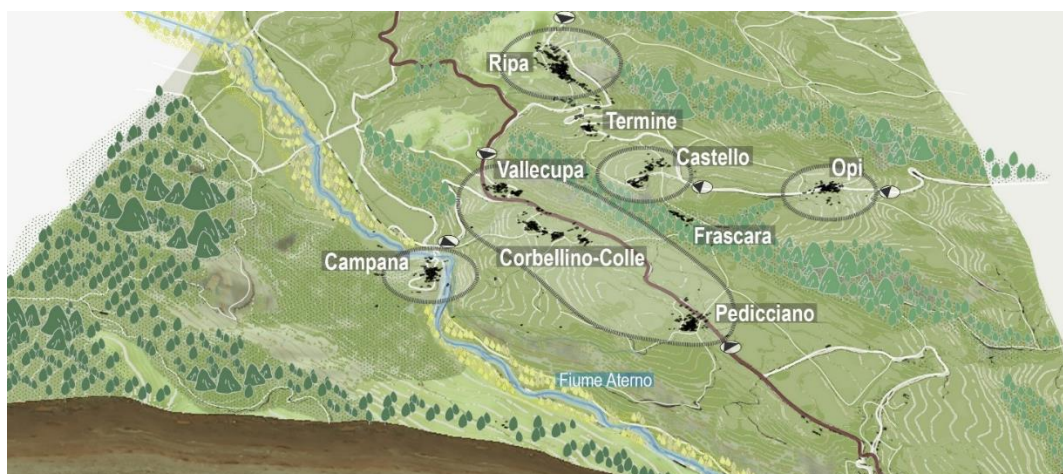 Ripa
Termine
Castello
Vallecupa
Opi
Frascara
Corbellino-Colle
Campana
Pedicciano
Fiume Aterno